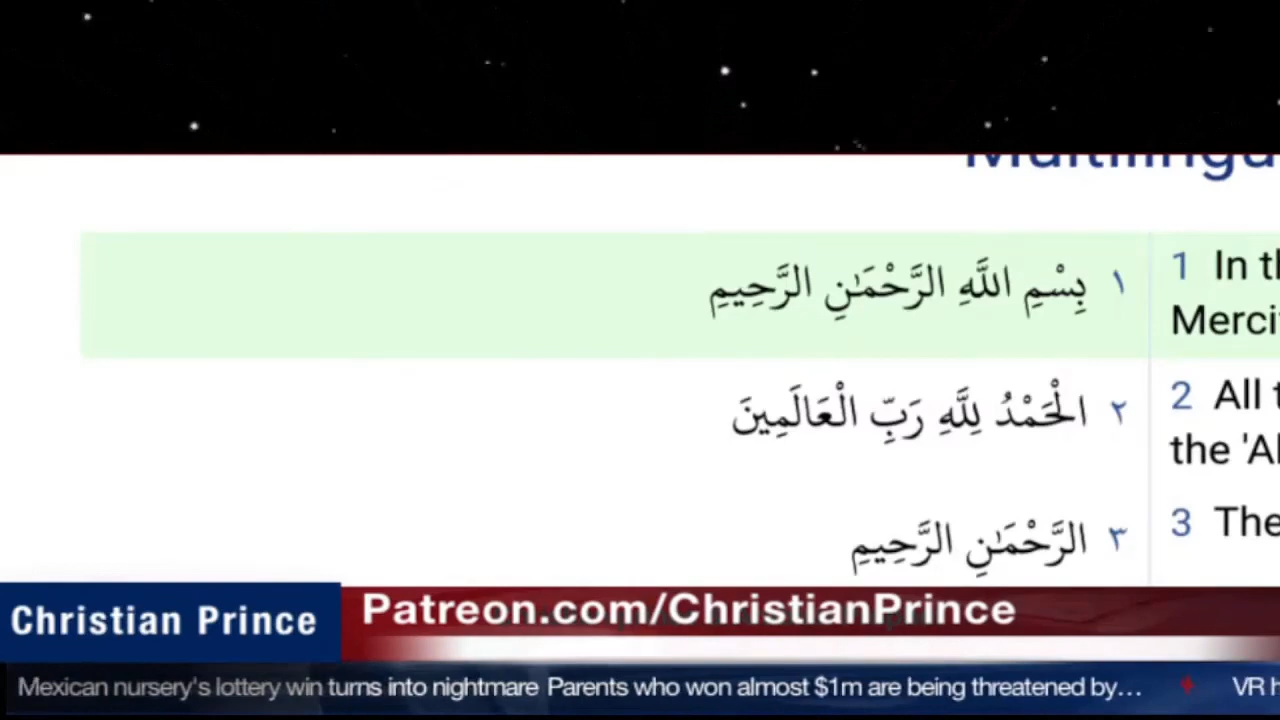 Multilingu
١ بِسْمِ اللَّهِ الرَّحْمَٰنِ الرَّحِيمِ
1 In th
Merci
٢ الْحَمْدُ لِلَّهِ رَبِّ الْعَالَمِينَ
2 All t
the 'Al
٣ الرَّحْمَٰنِ الرَّحِيمِ
3 The
Christian Prince
Patreon.com/ChristianPrince
Mexican nursery's lottery win turns into nightmare Parents who won almost $1m are being threatened by… VR h